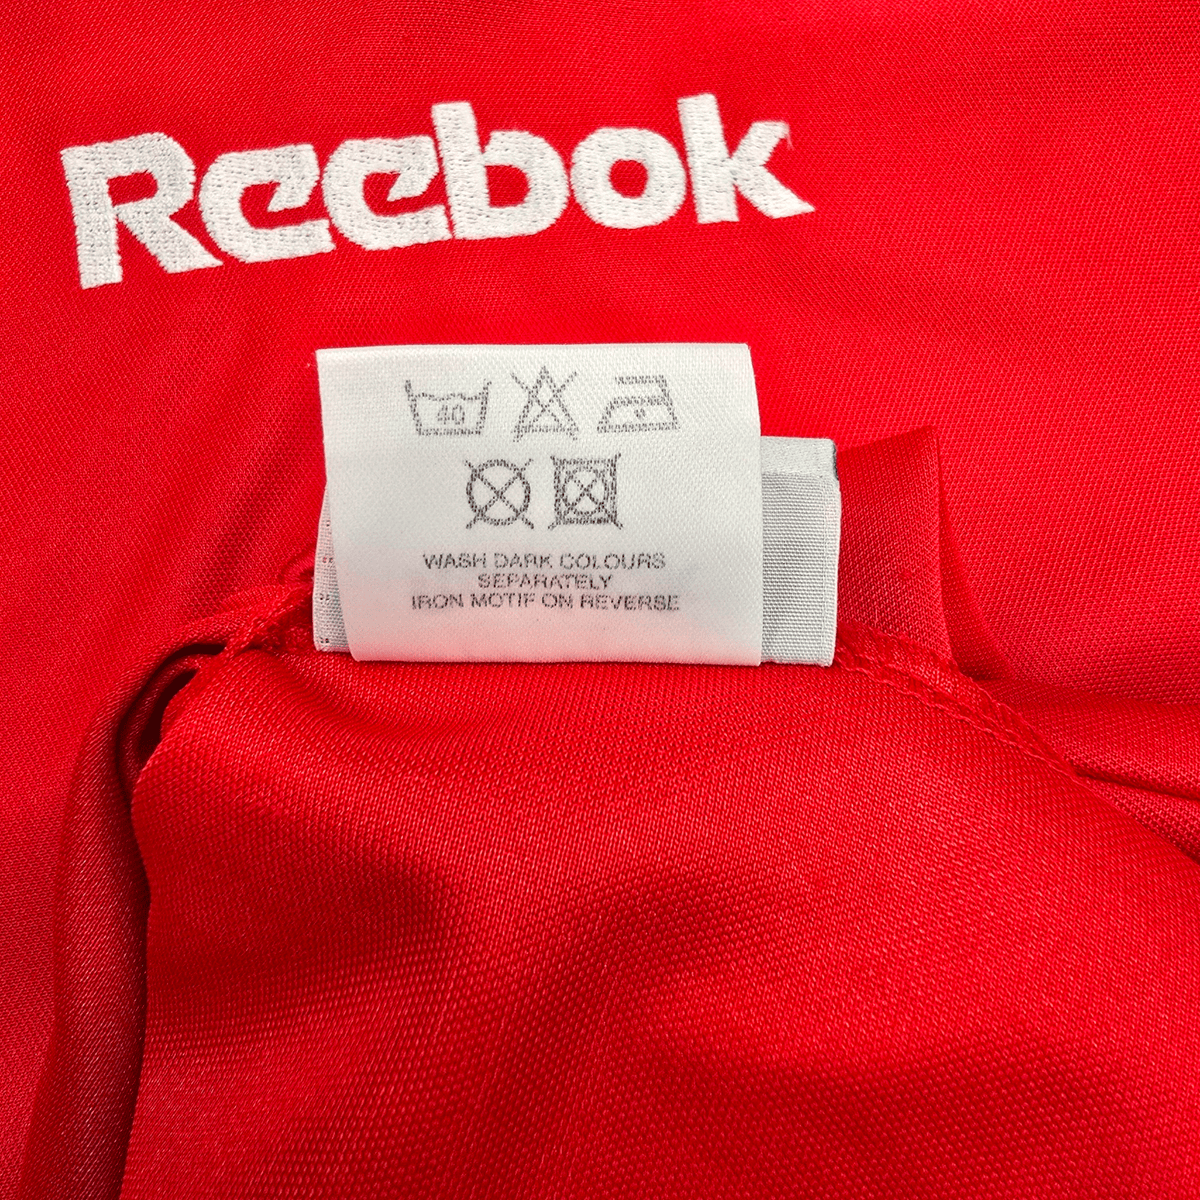 Reebok
40
WASH DARK COLOURS
SEPARATELY
IRON MOTIF ON REVERSE